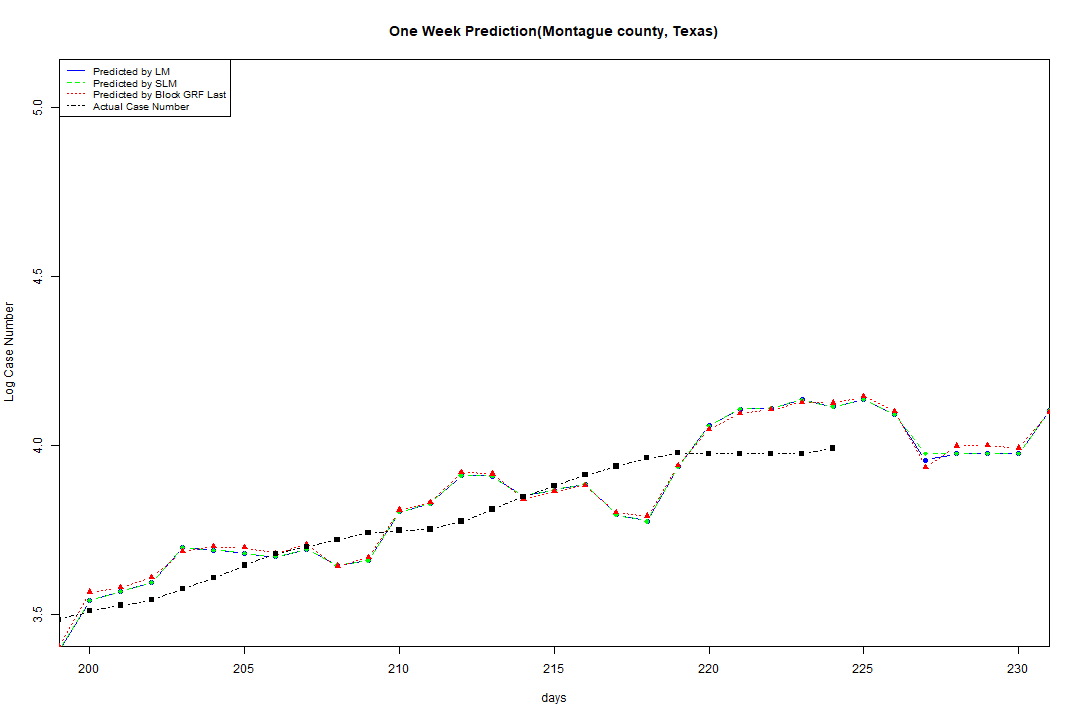 One Week Prediction(Montague county, Texas)
Predicted by LM
Predicted by SLM
Predicted by Block GRF Last
Actual Case Number
5.0
4.5
4.0
3.5
Log Case Number
200 205 210 215 220 225 230
days